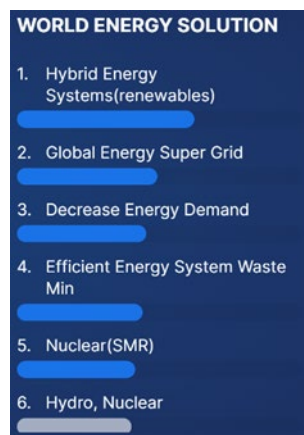 WORLD ENERGY SOLUTION
1. Hybrid Energy
Systems(renewables)
2. Global Energy Super Grid
3. Decrease Energy Demand
4. Efficient Energy System Waste
Min
5. Nuclear(SMR)
6. Hydro, Nuclear